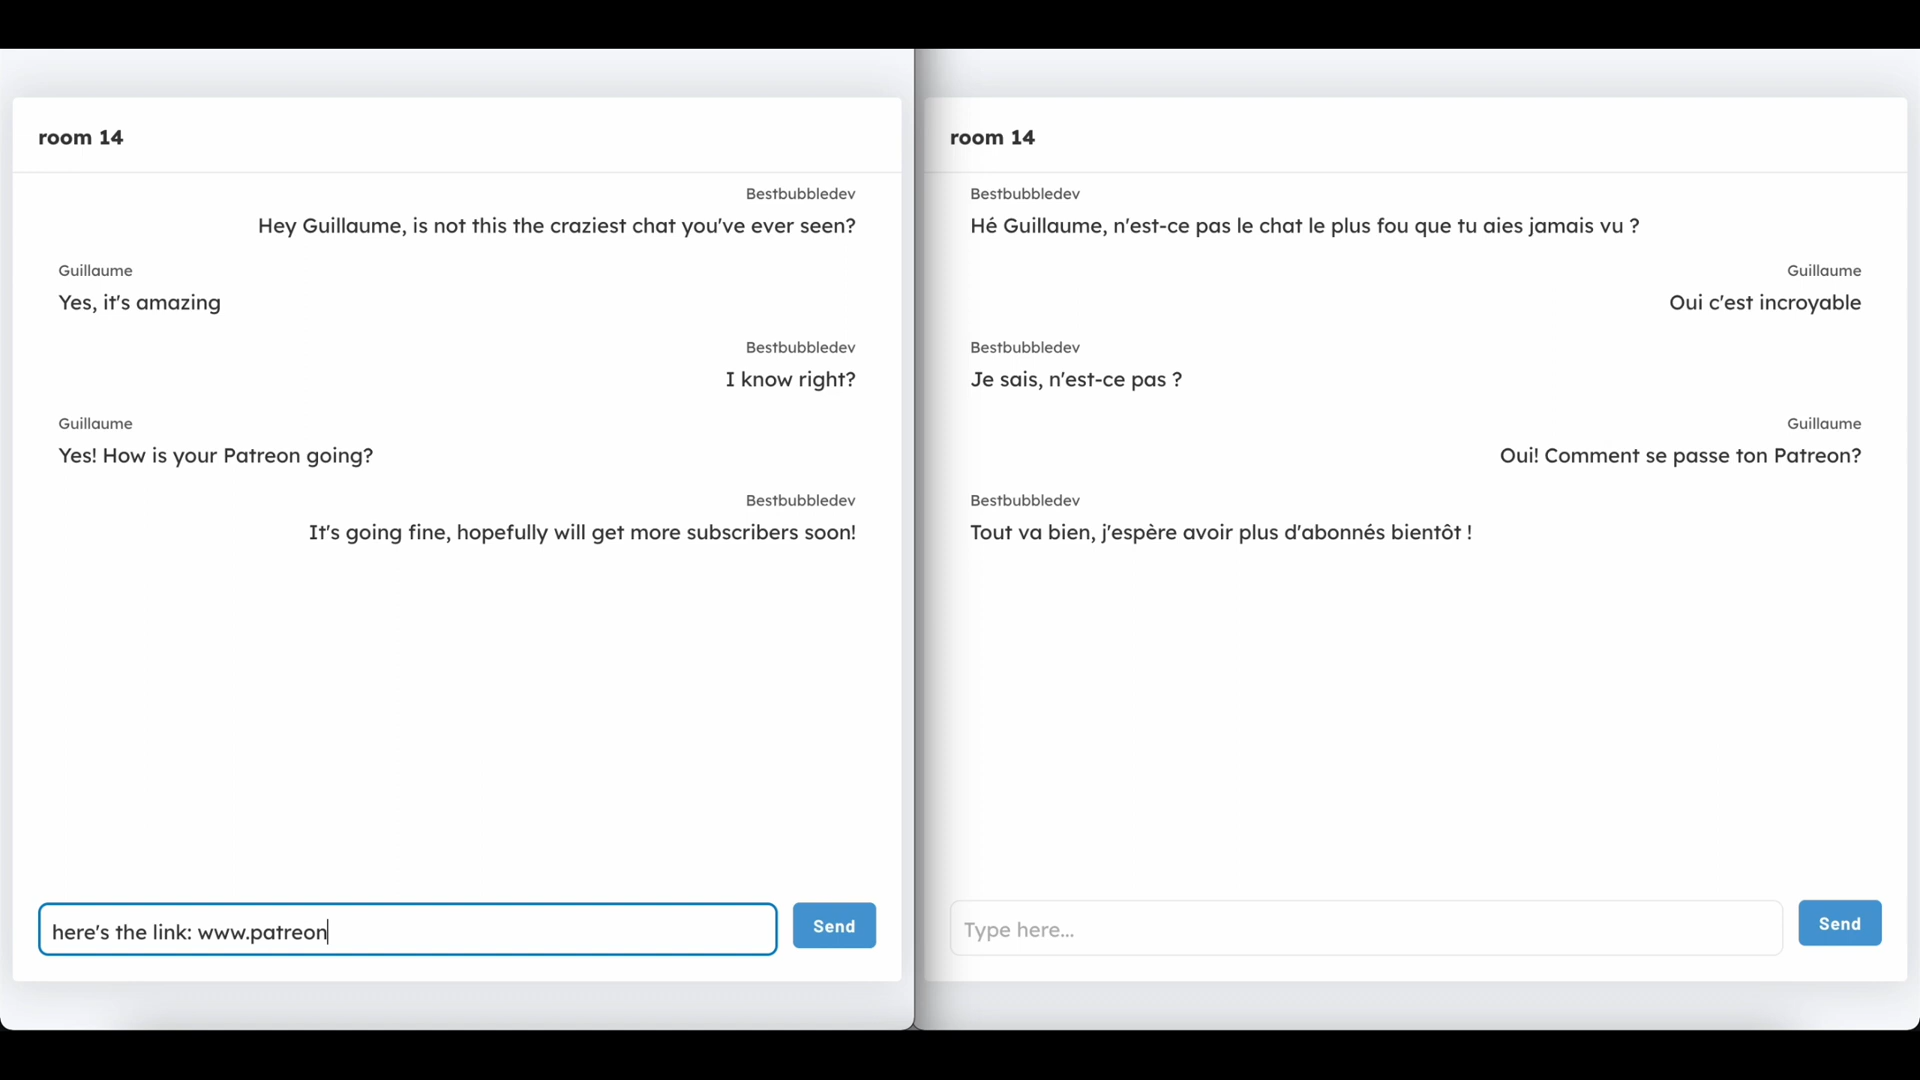 room 14
Bestbubbledev
Hey Guillaume, is not this the craziest chat you've ever seen?
Guillaume
Yes, it's amazing
Bestbubbledev
I know right?
Guillaume
Yes! How is your Patreon going?
Bestbubbledev
It's going fine, hopefully will get more subscribers soon!
here's the link: www.patreon
Send
room 14
Bestbubbledev
Hé Guillaume, n'est-ce pas le chat le plus fou que tu aies jamais vu ?
Guillaume
Oui c'est incroyable
Bestbubbledev
Je sais, n'est-ce pas ?
Guillaume
Oui! Comment se passe ton Patreon?
Bestbubbledev
Tout va bien, j'espère avoir plus d'abonnés bientôt !
Type here...
Send